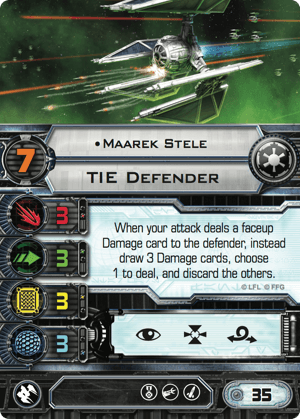 •Maarek Stele
7
TIE Defender
3
When your attack deals a faceup
Damage card to the defender, instead
draw 3 Damage cards, choose
1 to deal, and discard the others.
© LFL © FFG
3
3
3
35